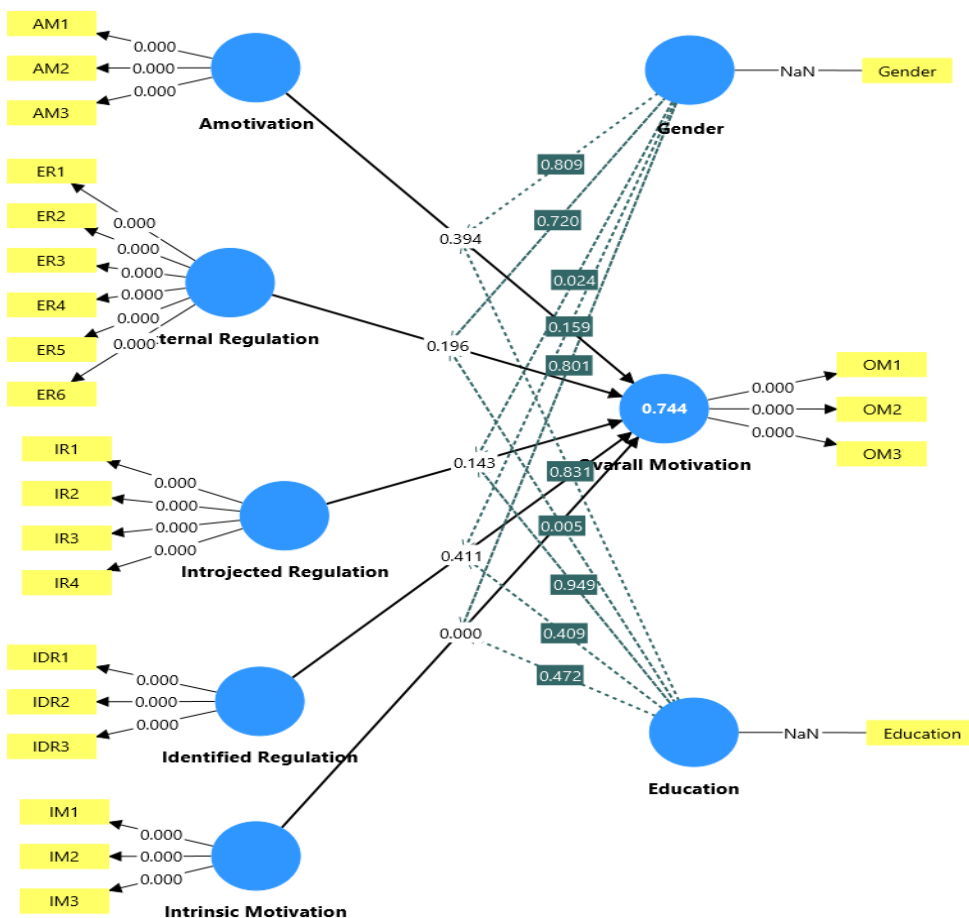 AM1
0.000
AM2
0.000
AM3
0.000
Amotivation
ER1
0.000
ER2
0.000
ER3
0.000
ER4
0.000
ER5
0.000
ER6
0.000
ternal Regulation
IR1
0.000
IR2
0.000
IR3
0.000
IR4
0.000
Introjected Regulation
IDR1
0.000
IDR2
0.000
IDR3
0.000
Identified Regulation
IM1
0.000
IM2
0.000
IM3
0.000
Intrinsic Motivation
0.394
0.196
0.143
0.411
0.000
0.809
0.720
0.024
0.159
0.801
0.831
0.005
0.949
0.409
0.472
Gender
NaN
Gender
0.744
Overall Motivation
0.000
OM1
0.000
OM2
0.000
OM3
Education
NaN
Education